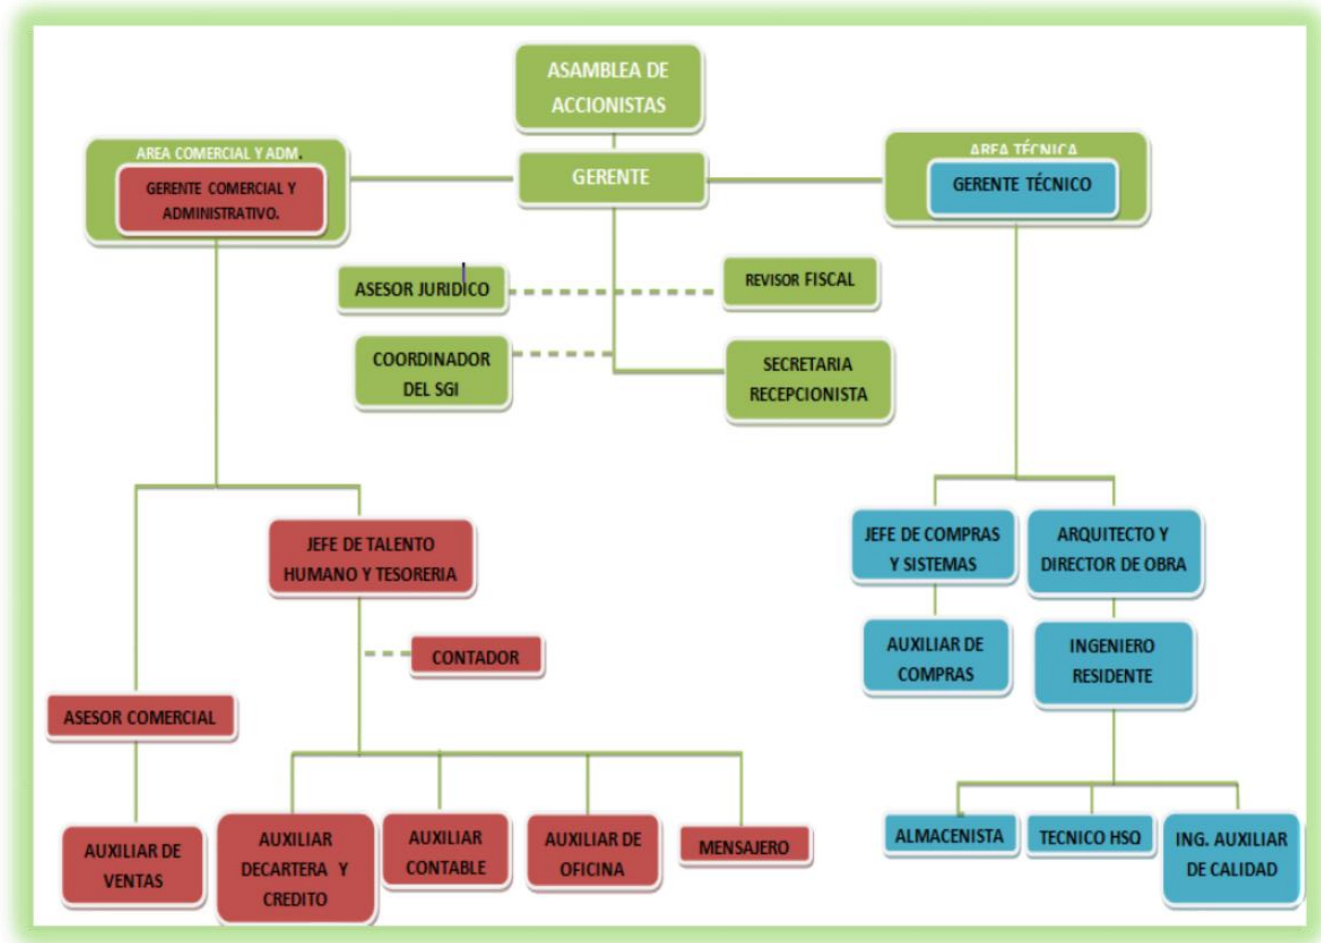 ASAMBLEA DE
ACCIONISTAS
AREA COMERCIAL Y ADM.
GERENTE COMERCIAL Y
ADMINISTRATIVO.
GERENTE
AREA TÉCNICA
GERENTE TÉCNICO
ASESOR JURIDICO
REVISOR FISCAL
COORDINADOR
DEL SGI
SECRETARIA
RECEPCIONISTA
JEFE DE TALENTO
HUMANO Y TESORERIA
JEFE DE COMPRAS
Y SISTEMAS
ARQUITECTO Y
DIRECTOR DE OBRA
CONTADOR
AUXILIAR DE
COMPRAS
INGENIERO
RESIDENTE
ASESOR COMERCIAL
AUXILIAR DE
VENTAS
AUXILIAR
DECARTERA Y
CREDITO
AUXILIAR
CONTABLE
AUXILIAR DE
OFICINA
MENSAJERO
ALMACENISTA
TECNICO HSQ
ING. AUXILIAR
DE CALIDAD